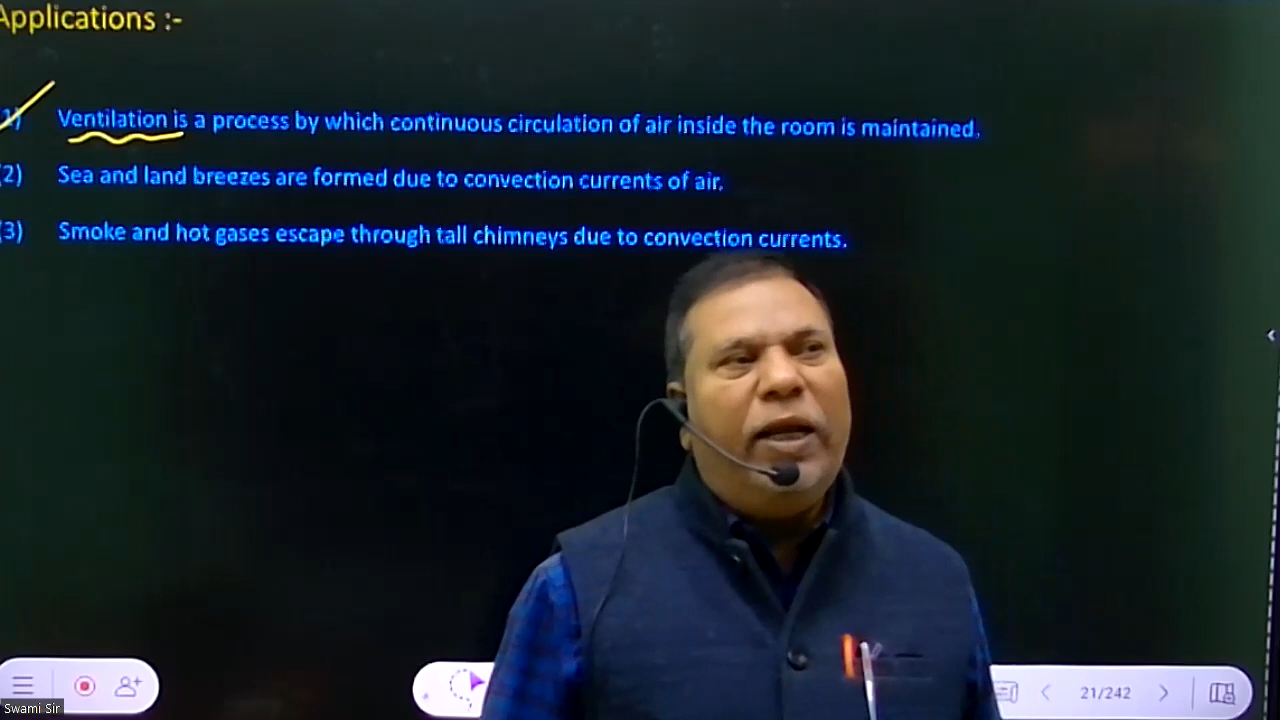 Applications :-
1) Ventilation is a process by which continuous circulation of air inside the room is maintained.
(2) Sea and land breezes are formed due to convection currents of air.
(3) Smoke and hot gases escape through tall chimneys due to convection currents.
21/242
Swami Sir